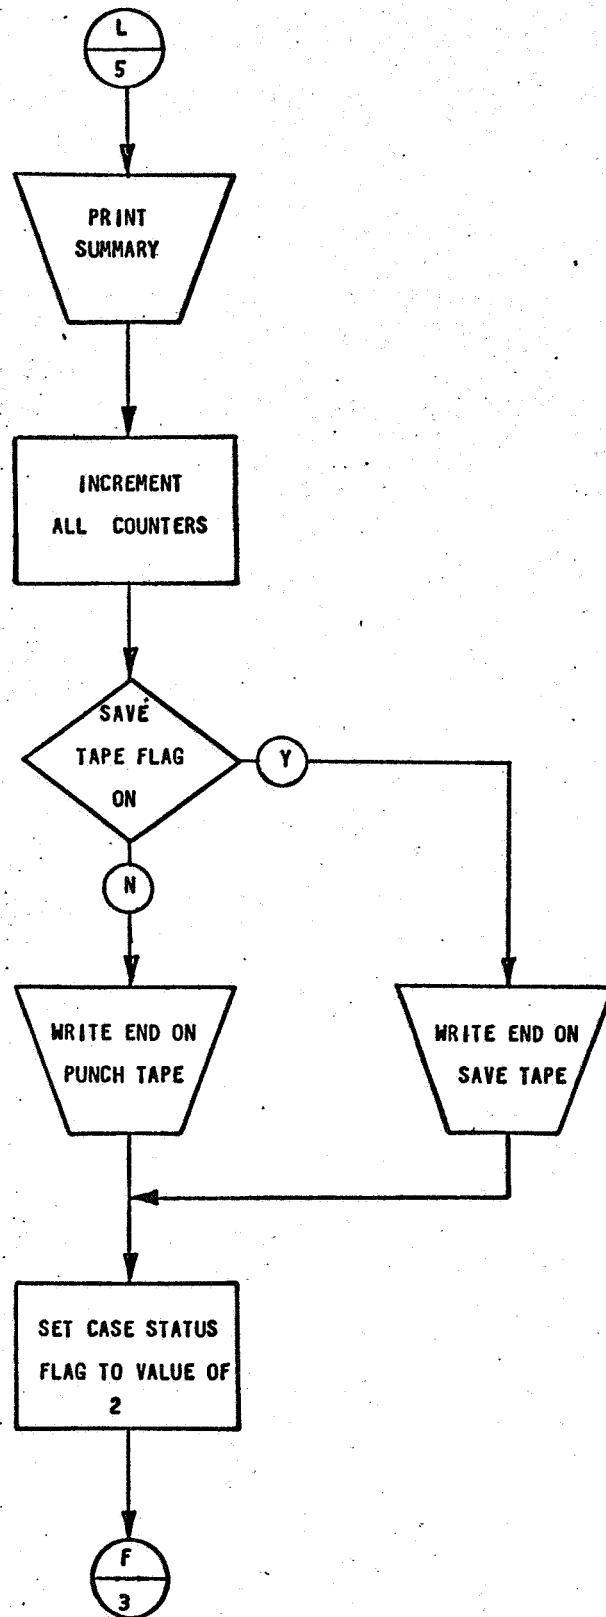 L
5
PRINT
SUMMARY
INCREMENT
ALL COUNTERS
SAVE
TAPE FLAG
ON
Y
N
WRITE END ON
PUNCH TAPE
WRITE END ON
SAVE TAPE
SET CASE STATUS
FLAG TO VALUE OF
2
F
3